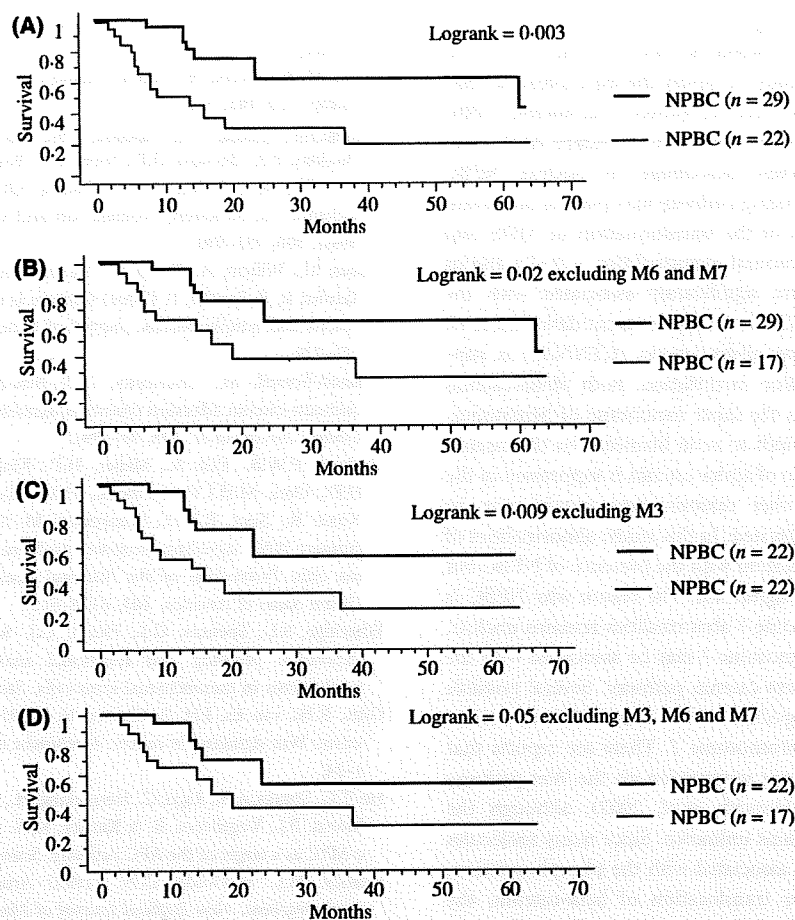 (A)
Logrank = 0·003
Survival
1
0·8
0·6
0·4
0·2
0
NPBC (n = 29)
NPBC (n = 22)
0 10 20 30 40 50 60 70
Months
(B)
Logrank = 0·02 excluding M6 and M7
Survival
1
0·8
0·6
0·4
0·2
0
NPBC (n = 29)
NPBC (n = 17)
0 10 20 30 40 50 60 70
Months
(C)
Logrank = 0·009 excluding M3
Survival
1
0·8
0·6
0·4
0·2
0
NPBC (n = 22)
NPBC (n = 22)
0 10 20 30 40 50 60 70
Months
(D)
Logrank = 0·05 excluding M3, M6 and M7
Survival
1
0·8
0·6
0·4
0·2
0
NPBC (n = 22)
NPBC (n = 17)
0 10 20 30 40 50 60 70
Months